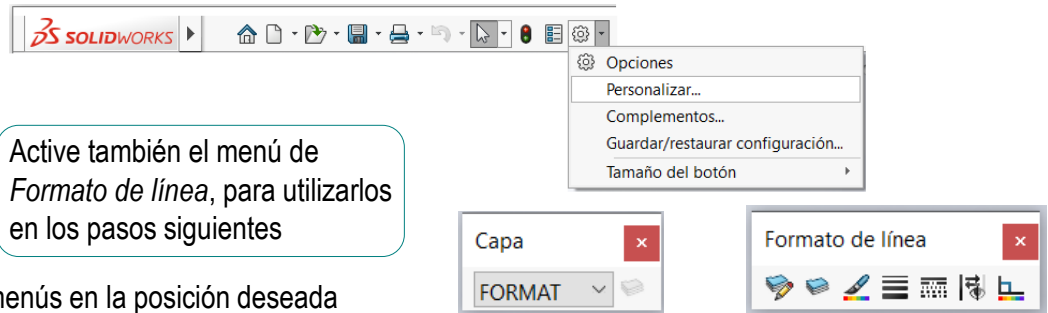 SOLIDWORKS
Opciones
Personalizar...
Complementos...
Guardar/restaurar configuración...
Tamaño del botón
Active también el menú de
Formato de línea, para utilizarlos
en los pasos siguientes
Capa
Formato de línea
FORMAT
enús en la posición deseada